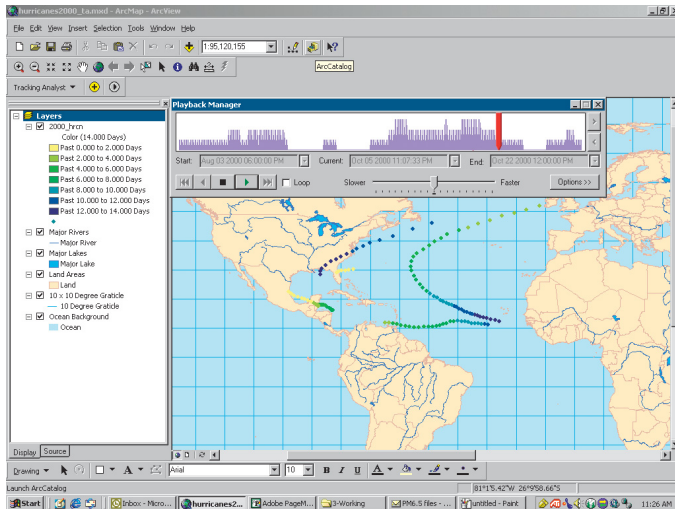 hurricanes2000_ta.mxd - ArcMap - ArcView
File Edit View Insert Selection Tools Window Help
1:95,120,155
ArcCatalog
Tracking Analyst
Layers
2000_hrcn
Color (14.000 Days)
Past 0.000 to 2.000 Days
Past 2.000 to 4.000 Days
Past 4.000 to 6.000 Days
Past 6.000 to 8.000 Days
Past 8.000 to 10.000 Days
Past 10.000 to 12.000 Days
Past 12.000 to 14.000 Days
Major Rivers
Major River
Major Lakes
Major Lake
Land Areas
Land
10 x 10 Degree Graticle
10 Degree Graticle
Ocean Background
Ocean
Display Source
Playback Manager
Start: Aug 03 2000 06:00:00 PM Current: Oct 05 2000 11:07:33 PM End: Oct 22 2000 12:00:00 PM
Loop Slower Faster Options >>
Drawing A Arial 10 B I U A
Launch ArcCatalog 81°1'5.42"W 26°9'58.66"S
Start Inbox - Micro... hurricanes2... Adobe PageM... 3-Working PM6.5 files - ... untitled - Paint 11:26 AM